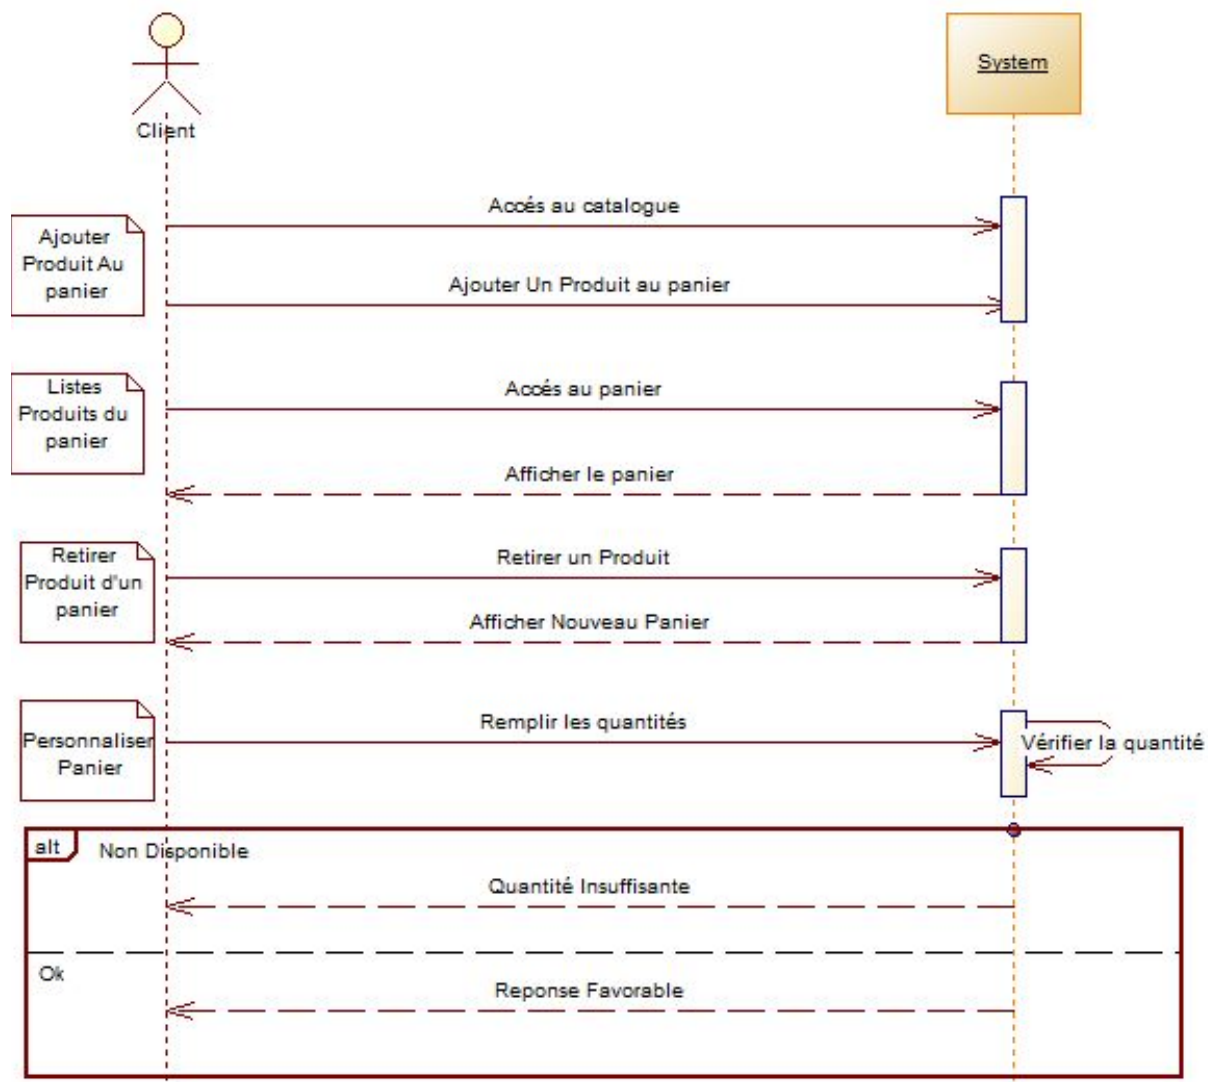 System
Client
Accés au catalogue
Ajouter
Produit Au
panier
Ajouter Un Produit au panier
Listes
Produits du
panier
Accés au panier
Afficher le panier
Retirer
Produit d'un
panier
Retirer un Produit
Afficher Nouveau Panier
Personnaliser
Panier
Remplir les quantités
Vérifier la quantité
alt
Non Disponible
Quantité Insuffisante
Ok
Reponse Favorable